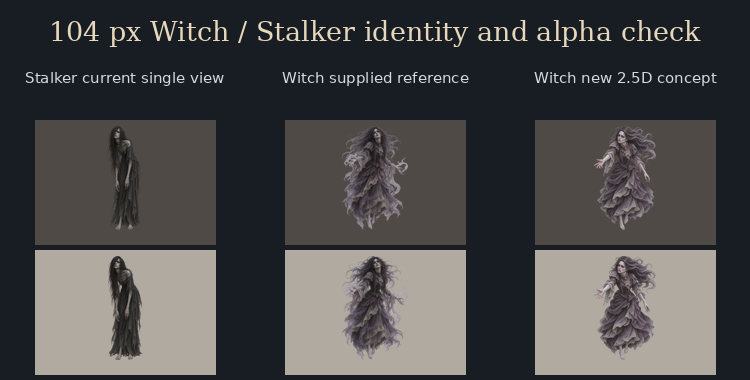 104 px Witch / Stalker identity and alpha check
Stalker current single view
Witch supplied reference
Witch new 2.5D concept